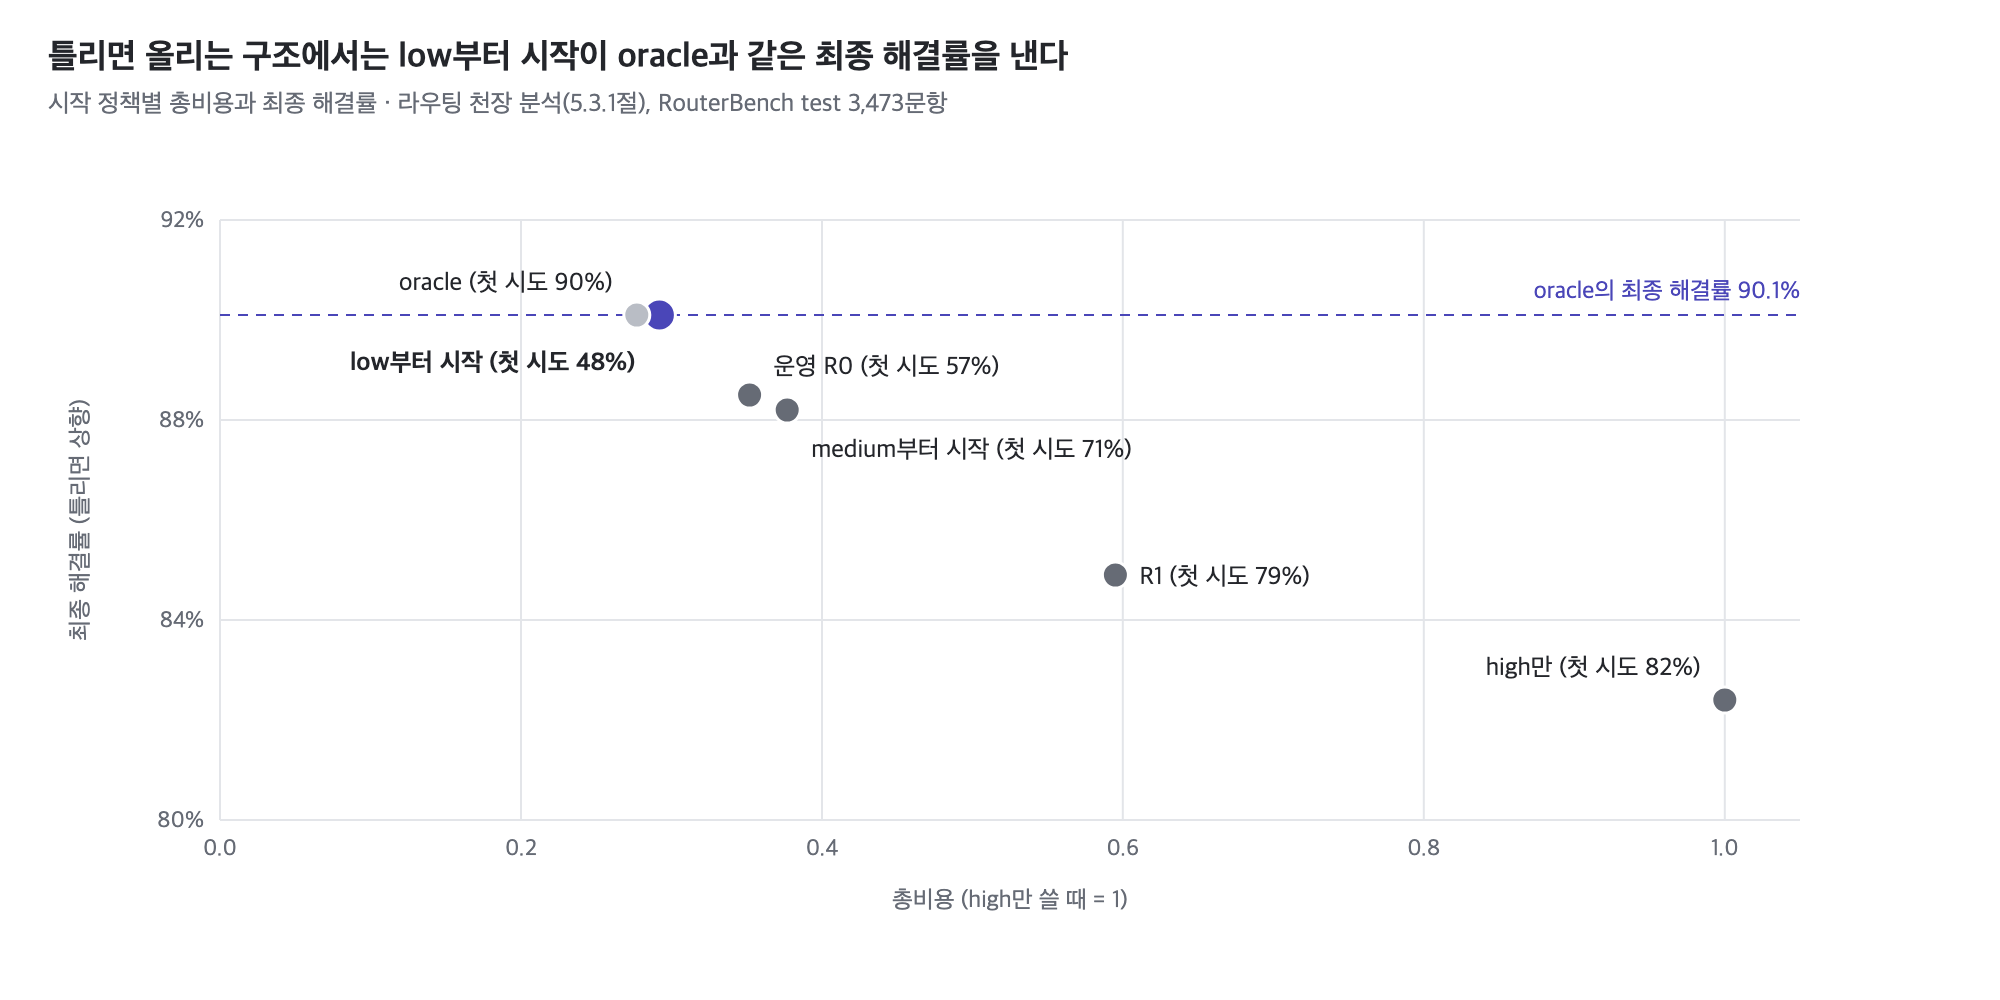 틀리면 올리는 구조에서는 low부터 시작이 oracle과 같은 최종 해결률을 낸다
시작 정책별 총비용과 최종 해결률 · 라우팅 천장 분석(5.3.1절), RouterBench test 3,473문항
92%
oracle (첫 시도 90%)
oracle의 최종 해결률 90.1%
low부터 시작 (첫 시도 48%)
운영 R0 (첫 시도 57%)
88%
medium부터 시작 (첫 시도 71%)
최종 해결률 (틀리면 상향)
R1 (첫 시도 79%)
84%
high만 (첫 시도 82%)
80%
0.0
0.2
0.4
0.6
0.8
1.0
총비용 (high만 쓸 때 = 1)